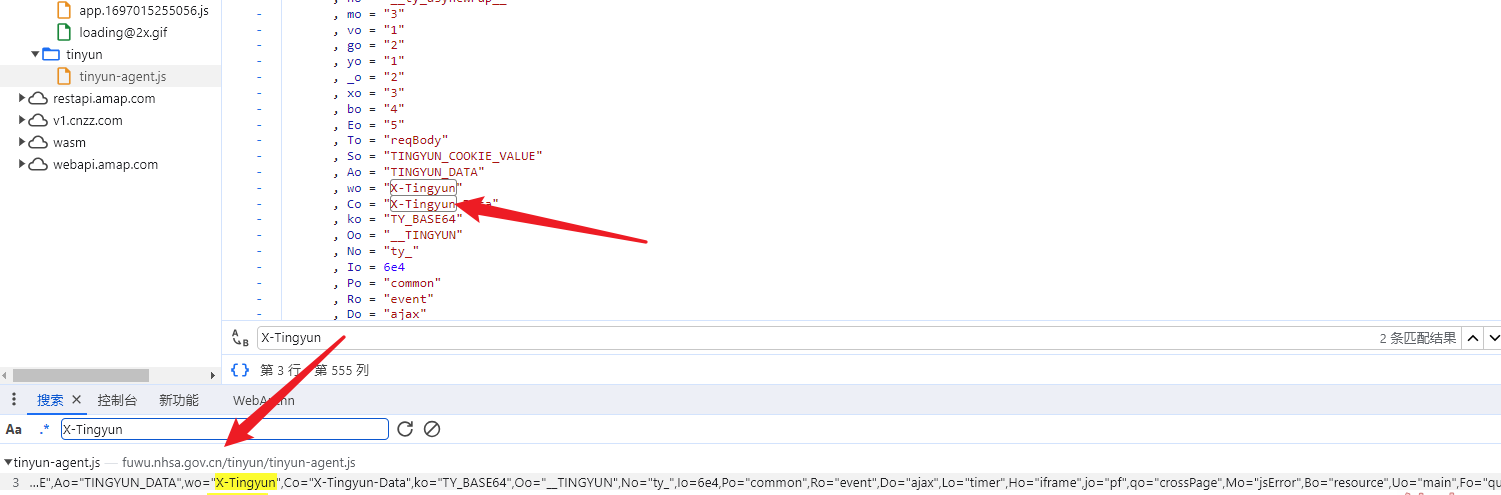 app.1697015255056.js
loading@2x.gif
tinyun
tinyun-agent.js
restapi.amap.com
v1.cnzz.com
wasm
webapi.amap.com
- , mo = "3"
- , vo = "1"
- , go = "2"
- , yo = "1"
- , _o = "2"
- , xo = "3"
- , bo = "4"
- , Eo = "5"
- , To = "reqBody"
- , So = "TINGYUN_COOKIE_VALUE"
- , Ao = "TINGYUN_DATA"
- , wo = "X-Tingyun"
- , Co = "X-Tingyun
- , ko = "TY_BASE64"
- , Oo = "__TINGYUN"
- , No = "ty_"
- , Io = 6e4
- , Po = "common"
- , Ro = "event"
- , Do = "ajax"
A B X-Tingyun 2 条匹配结果
{} 第 3 行，第 555 列
搜索 × 控制台 新功能
Aa .* X-Tingyun
tinyun-agent.js — fuwu.nhsa.gov.cn/tinyun/tinyun-agent.js
3 ...E",Ao="TINGYUN_DATA",wo="X-Tingyun",Co="X-Tingyun-Data",ko="TY_BASE64",Oo="__TINGYUN",No="ty_",Io=6e4,Po="common",Ro="event",Do="ajax",Lo="timer",Ho="iframe",jo="pf",qo="crossPage",Mo="jsError",Bo="resource",Uo="main",Fo="qu